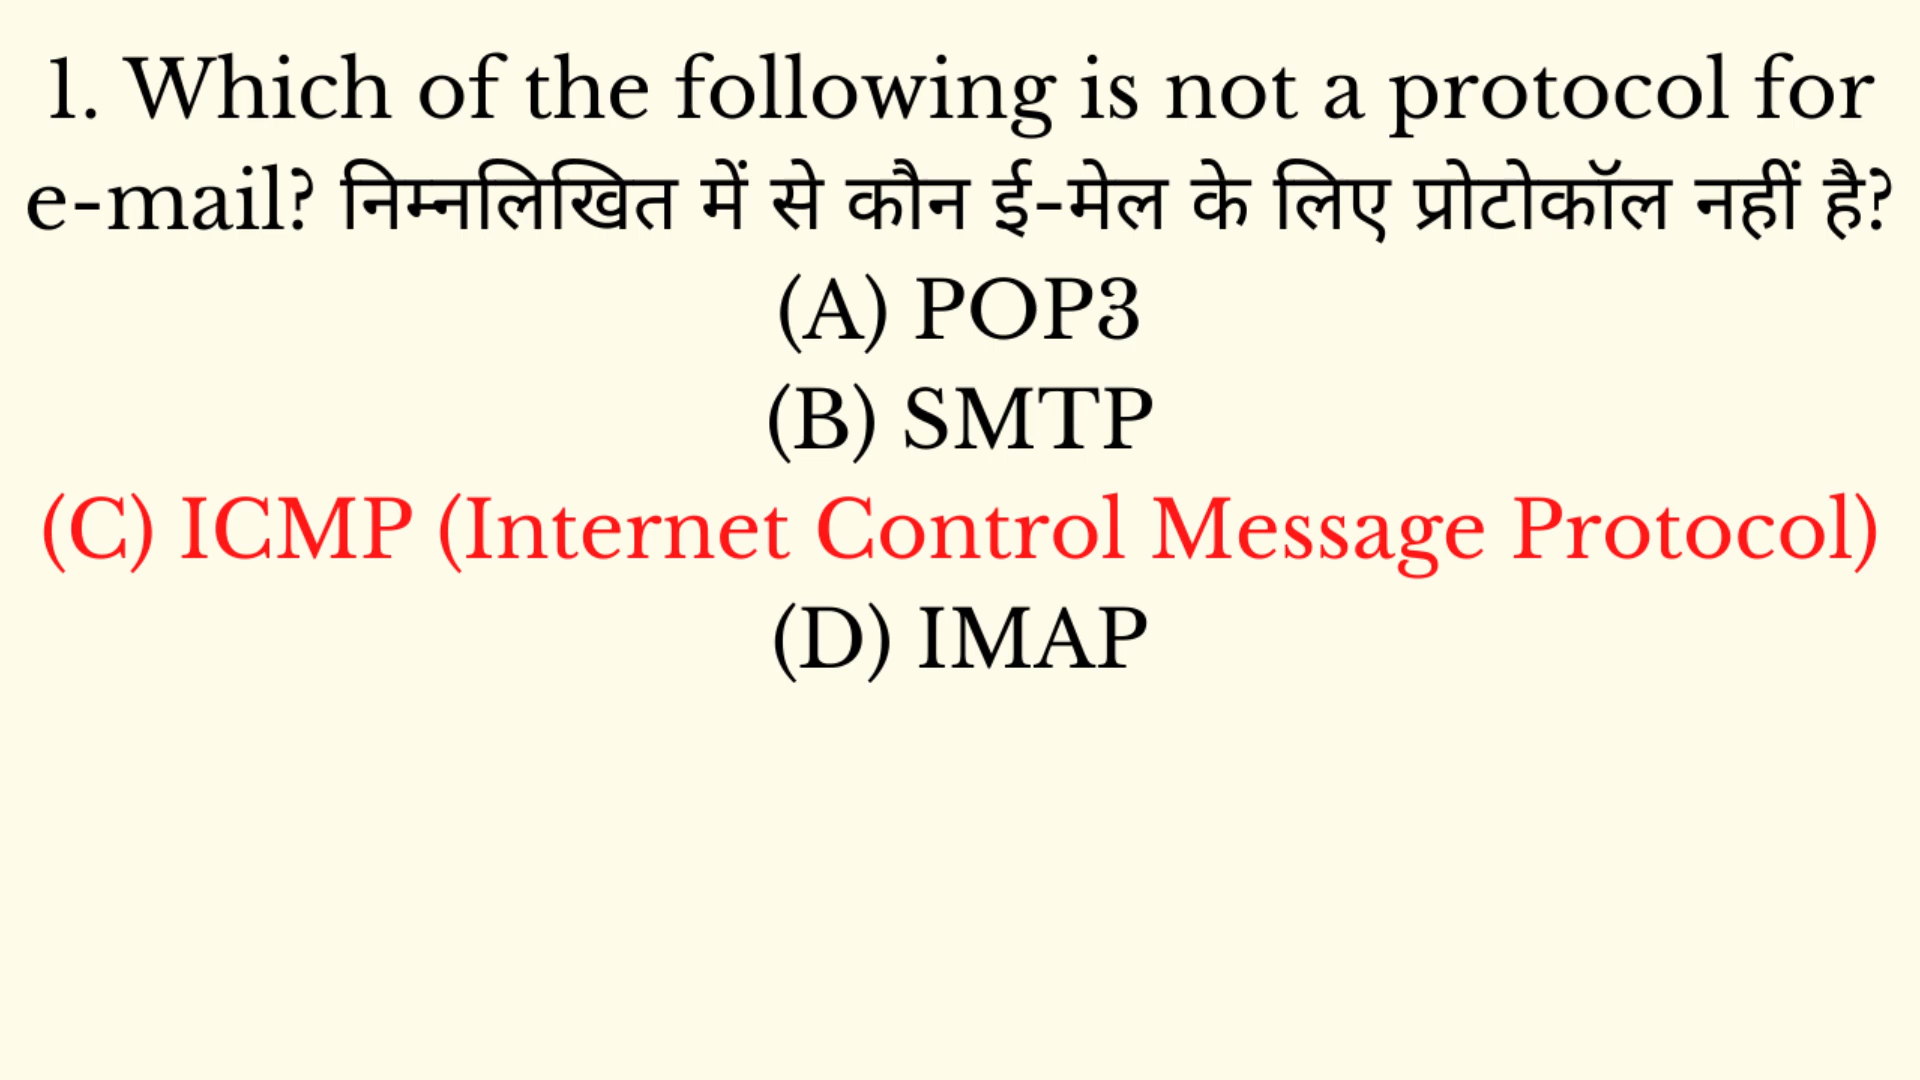 1. Which of the following is not a protocol for
e-mail? निम्नलिखित में से कौन ई-मेल के लिए प्रोटोकॉल नहीं है?
(A) POP3
(B) SMTP
(C) ICMP (Internet Control Message Protocol)
(D) IMAP